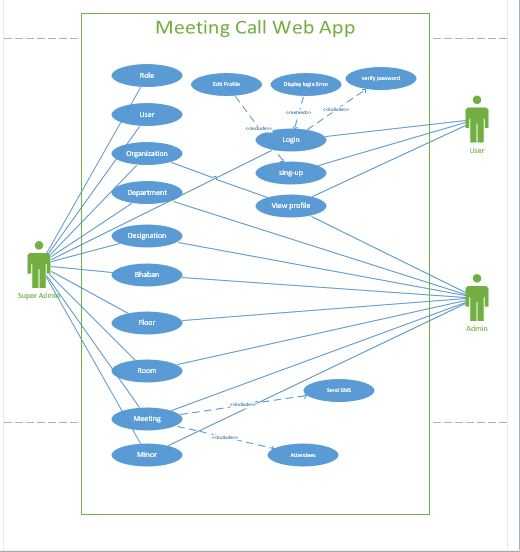 Meeting Call Web App
Role
Edit Profile
Display login Error
verify password
User
<<extend>>
<<include>>
<<include>>
Login
User
Organization
sing-up
Department
View profile
Designation
Bhaban
Super Admin
Floor
Admin
Room
Send SMS
<<include>>
Meeting
<<include>>
Minor
Attendees